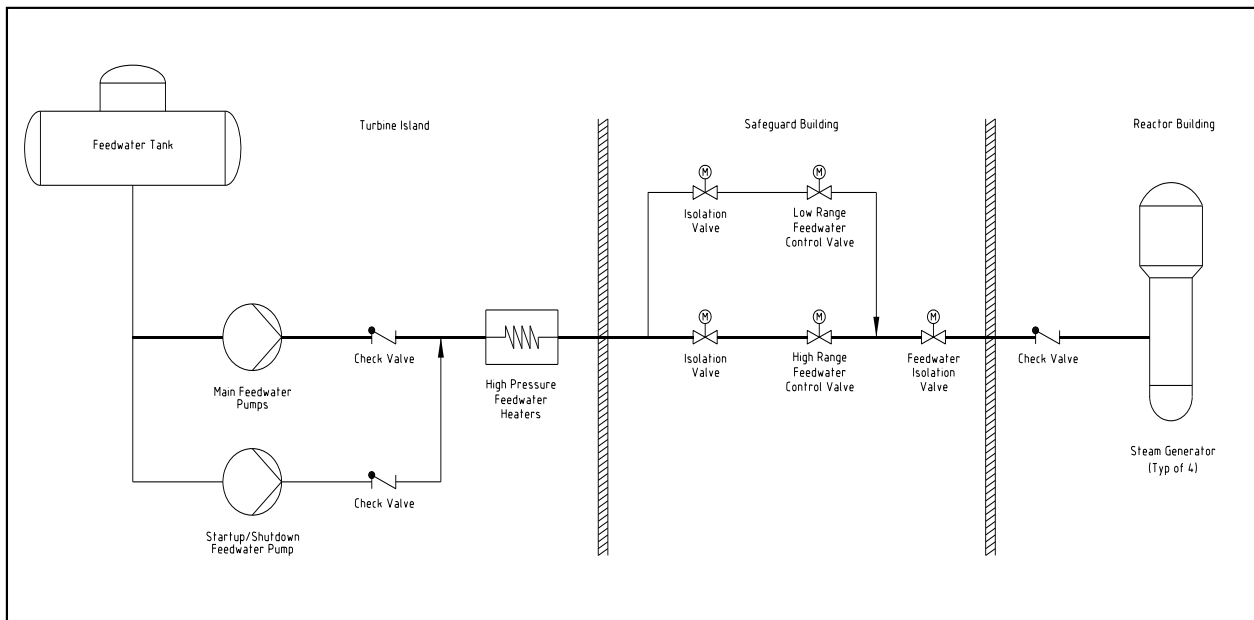 Turbine Island
Safeguard Building
Reactor Building
Feedwater Tank
M
M
Isolation
Valve
Low Range
Feedwater
Control Valve
M
M
M
Check Valve
Isolation
Valve
High Range
Feedwater
Control Valve
Feedwater
Isolation
Valve
Check Valve
Main Feedwater
Pumps
High Pressure
Feedwater
Heaters
Steam Generator
(Typ of 4)
Check Valve
Startup/Shutdown
Feedwater Pump